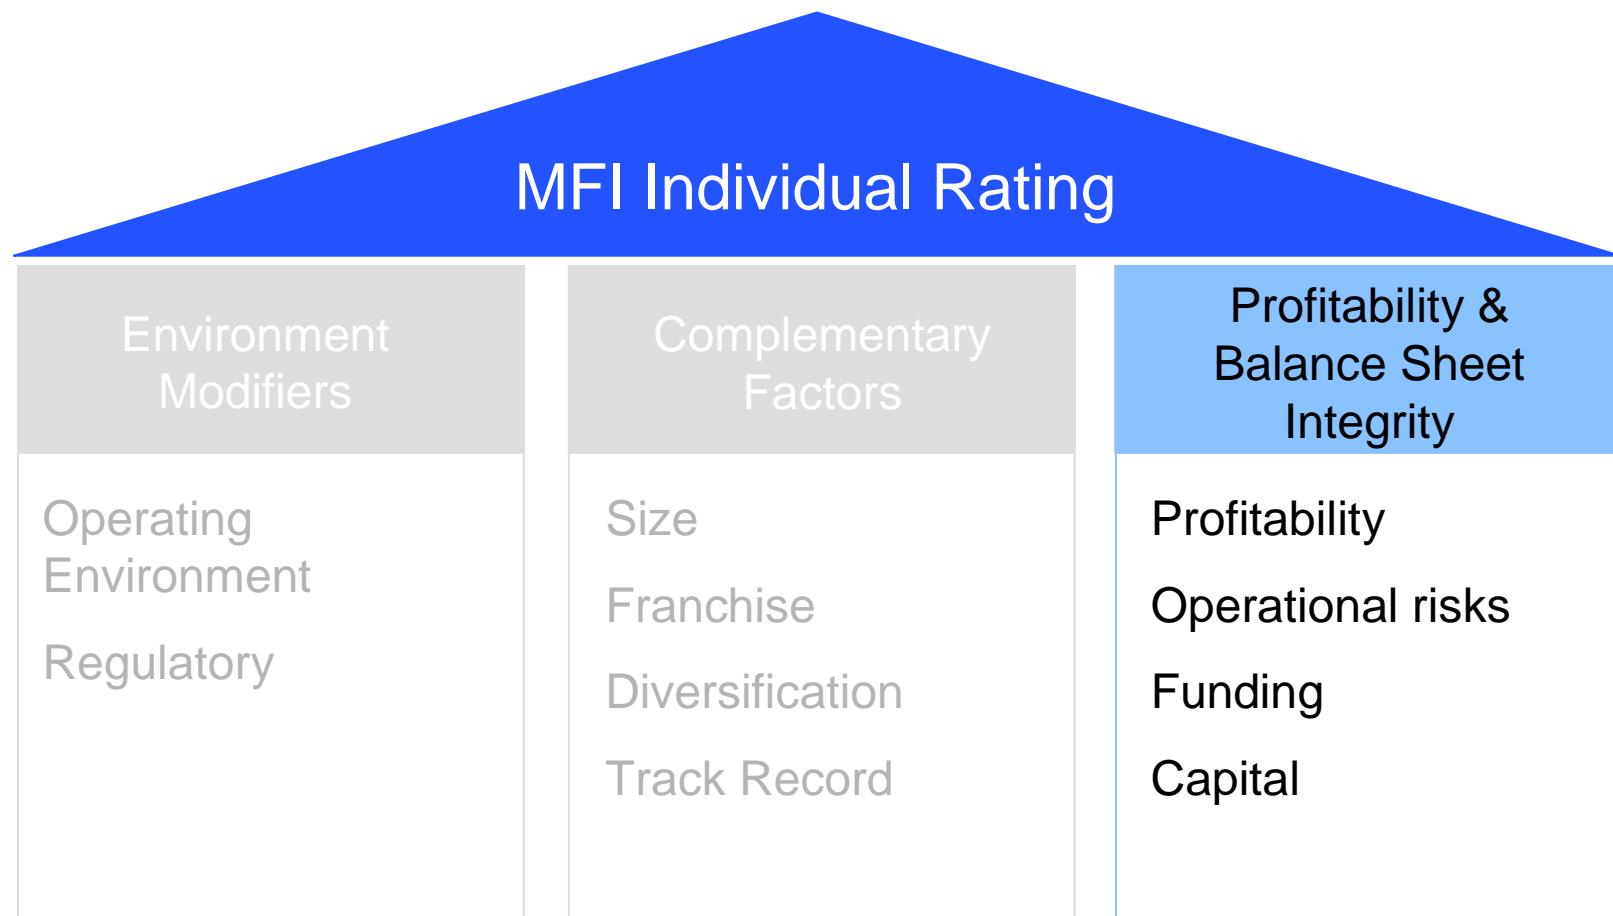 MFI Individual Rating
Environment
Modifiers
Operating
Environment
Regulatory
Complementary
Factors
Size
Franchise
Diversification
Track Record
Profitability &
Balance Sheet
Integrity
Profitability
Operational risks
Funding
Capital